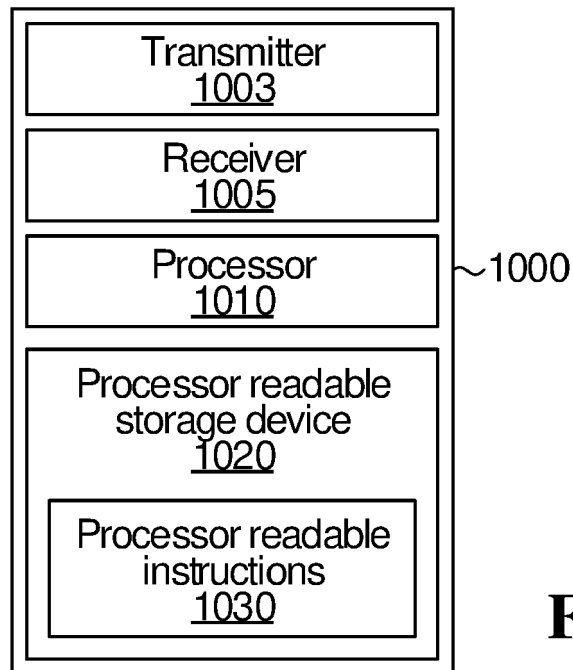 Transmitter
1003
Receiver
1005
Processor
1010
1000
Processor readable
storage device
1020
Processor readable
instructions
1030